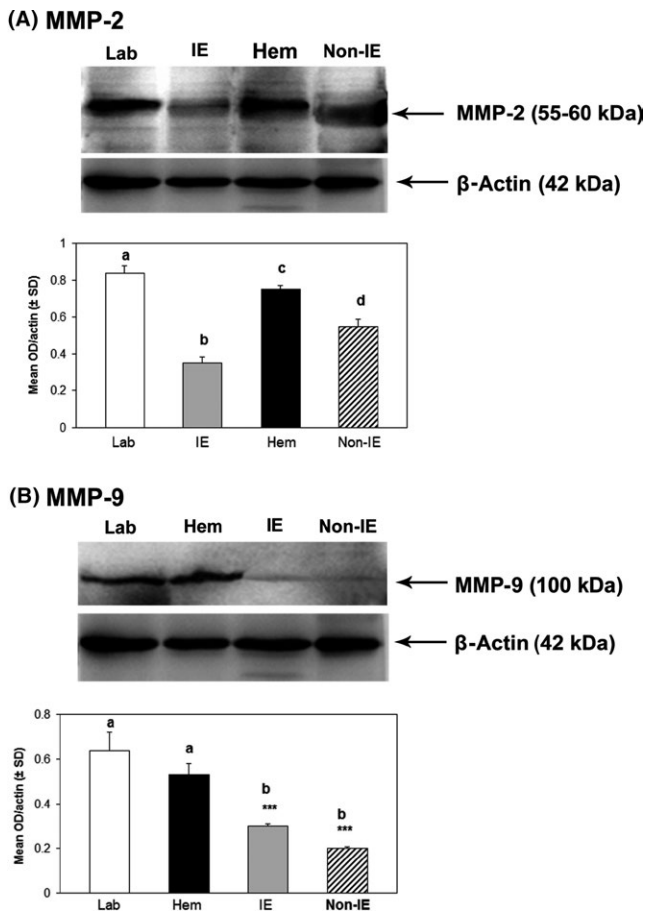 (A) MMP-2
Lab IE Hem Non-IE
MMP-2 (55-60 kDa)
β-Actin (42 kDa)
Mean OD/actin (± SD)
1
0.8
0.6
0.4
0.2
0
a
b
c
d
Lab IE Hem Non-IE
(B) MMP-9
Lab Hem IE Non-IE
MMP-9 (100 kDa)
β-Actin (42 kDa)
Mean OD/actin (± SD)
0.8
0.6
0.4
0.2
0
a
a
b
***
b
***
Lab Hem IE Non-IE